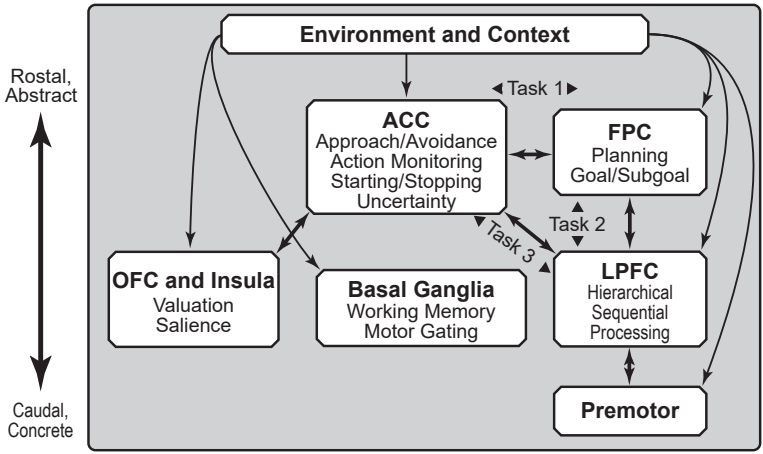 Environment and Context
Rostal,
Abstract
Task 1
ACC
Approach/Avoidance
Action Monitoring
Starting/Stopping
Uncertainty
FPC
Planning
Goal/Subgoal
Task 2
Task 3
OFC and Insula
Valuation
Salience
Basal Ganglia
Working Memory
Motor Gating
LPFC
Hierarchical
Sequential
Processing
Premotor
Caudal,
Concrete